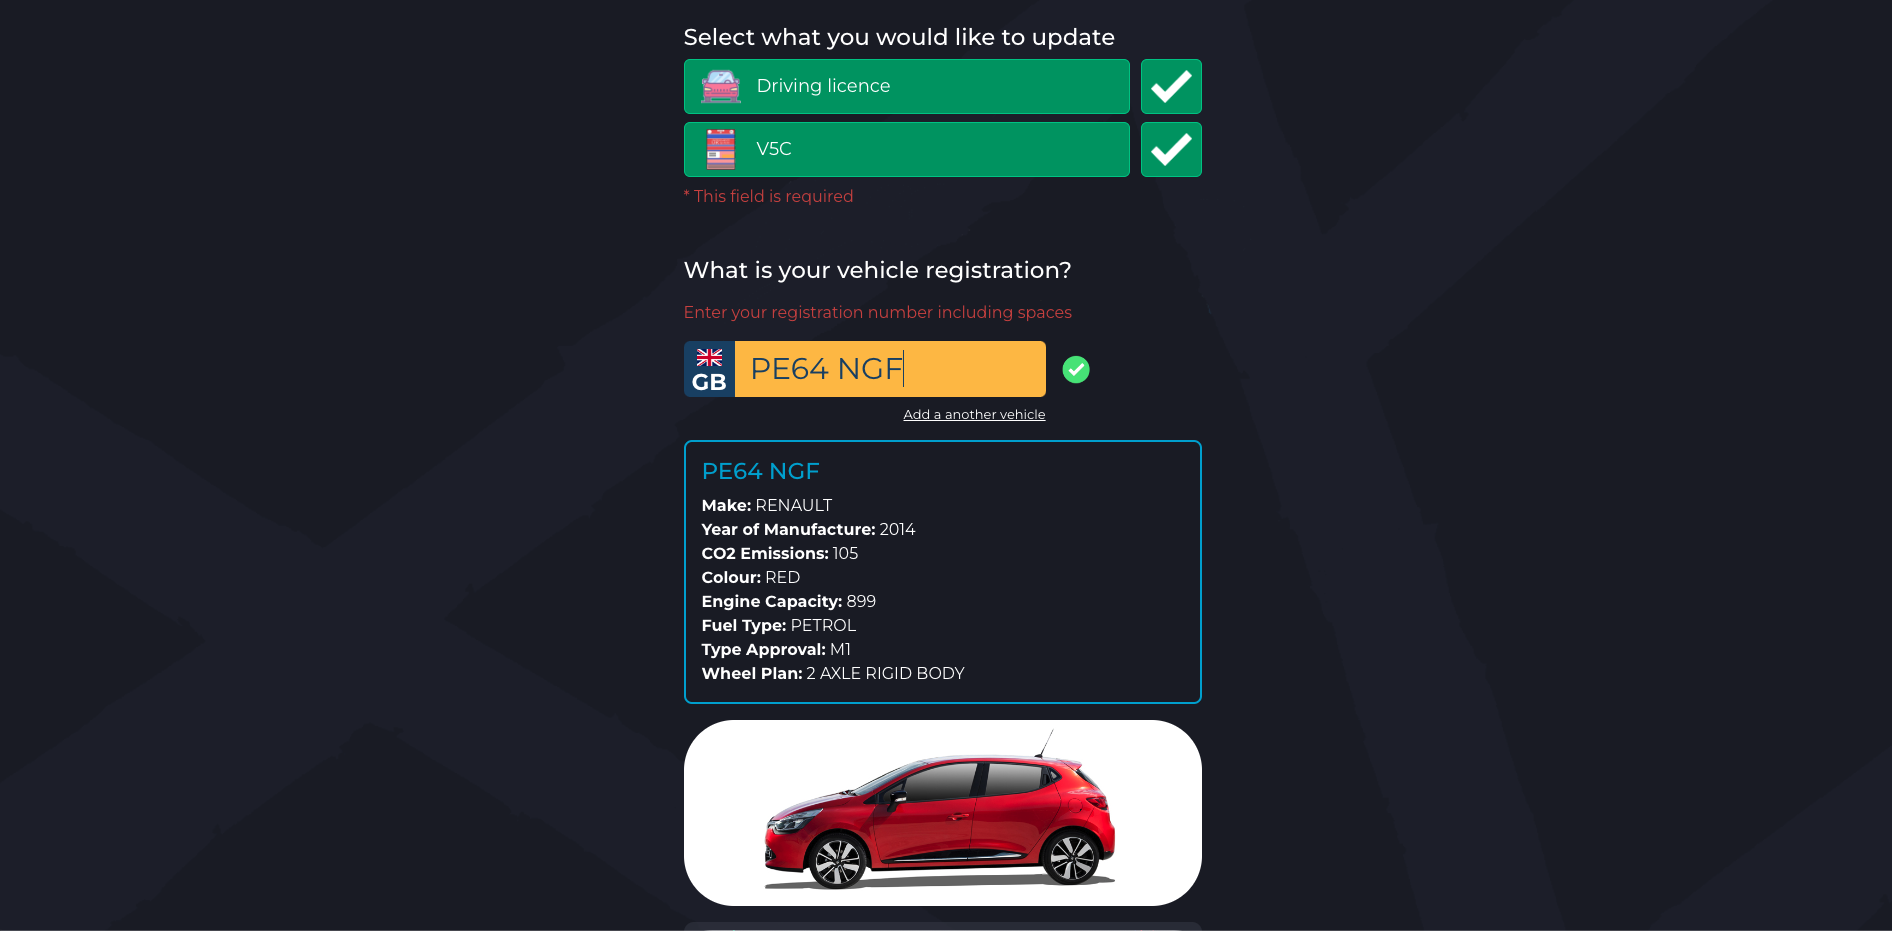 Select what you would like to update
Driving licence
V5C
* This field is required
What is your vehicle registration?
Enter your registration number including spaces
GB
PE64 NGF
Add a another vehicle
PE64 NGF
Make: RENAULT
Year of Manufacture: 2014
CO2 Emissions: 105
Colour: RED
Engine Capacity: 899
Fuel Type: PETROL
Type Approval: M1
Wheel Plan: 2 AXLE RIGID BODY